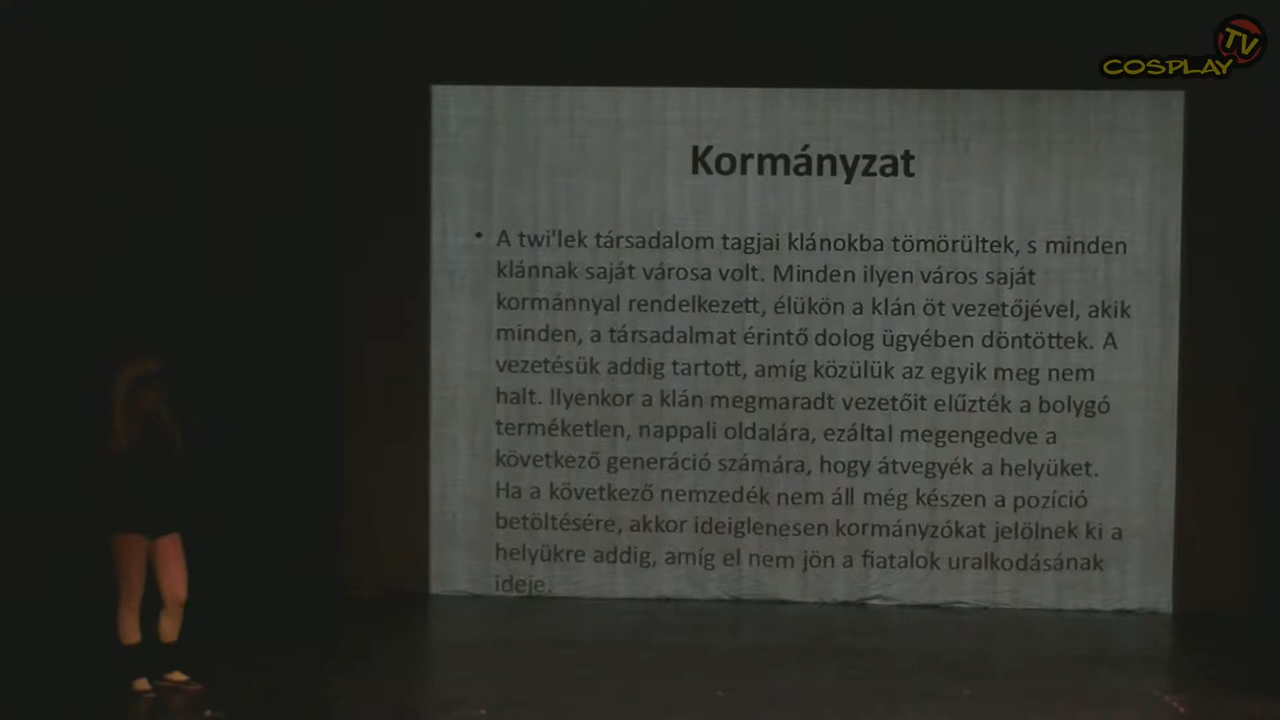 TV
COSPLAY
Kormányzat
• A twi'lek társadalom tagjai klánokba tömörültek, s minden
klánnak saját városa volt. Minden ilyen város saját
kormánnyal rendelkezett, élükön a klán öt vezetőjével, akik
minden, a társadalmat érintő dolog ügyében döntöttek. A
vezetésük addig tartott, amíg közülük az egyik meg nem
halt. Ilyenkor a klán megmaradt vezetőit elűzték a bolygó
terméketlen, nappali oldalára, ezáltal megengedve a
következő generáció számára, hogy átvegyék a helyüket.
Ha a következő nemzedék nem áll még készen a pozíció
betöltésére, akkor ideiglenesen kormányzókat jelölnek ki a
helyükre addig, amíg el nem jön a fiatalok uralkodásának
ideje.